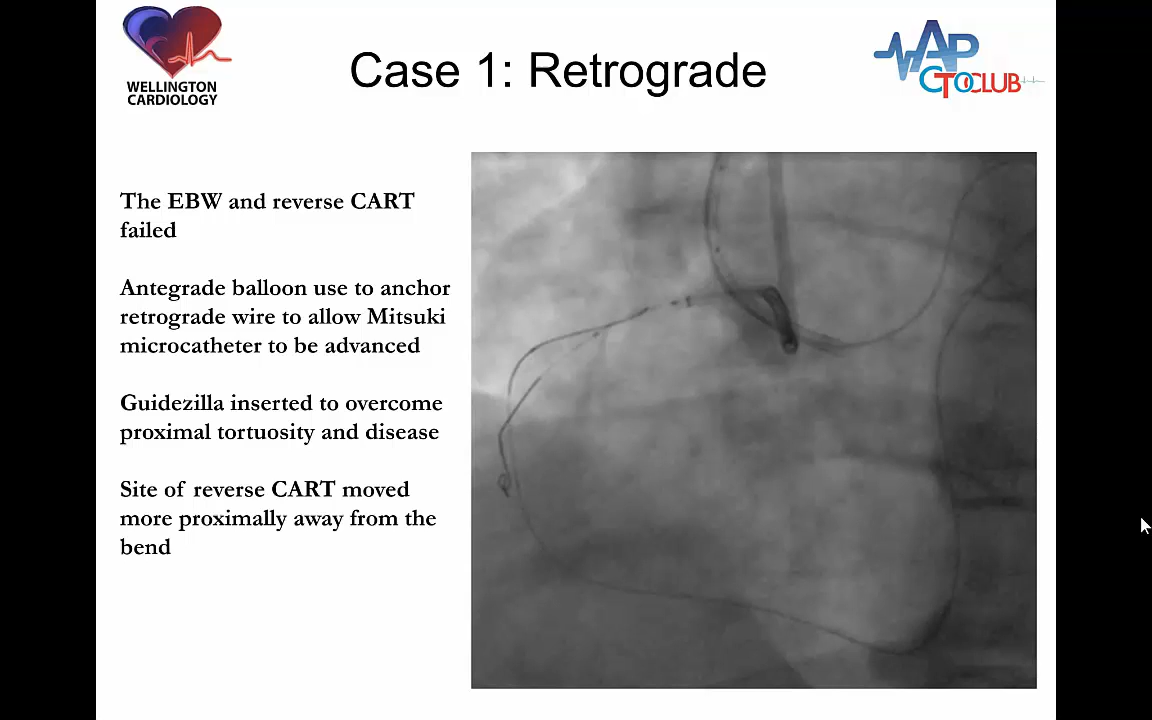 WELLINGTON
CARDIOLOGY
Case 1: Retrograde
AP
CTOCLUB
The EBW and reverse CART
failed
Antegrade balloon use to anchor
retrograde wire to allow Mitsuki
microcatheter to be advanced
Guidezilla inserted to overcome
proximal tortuosity and disease
Site of reverse CART moved
more proximally away from the
bend